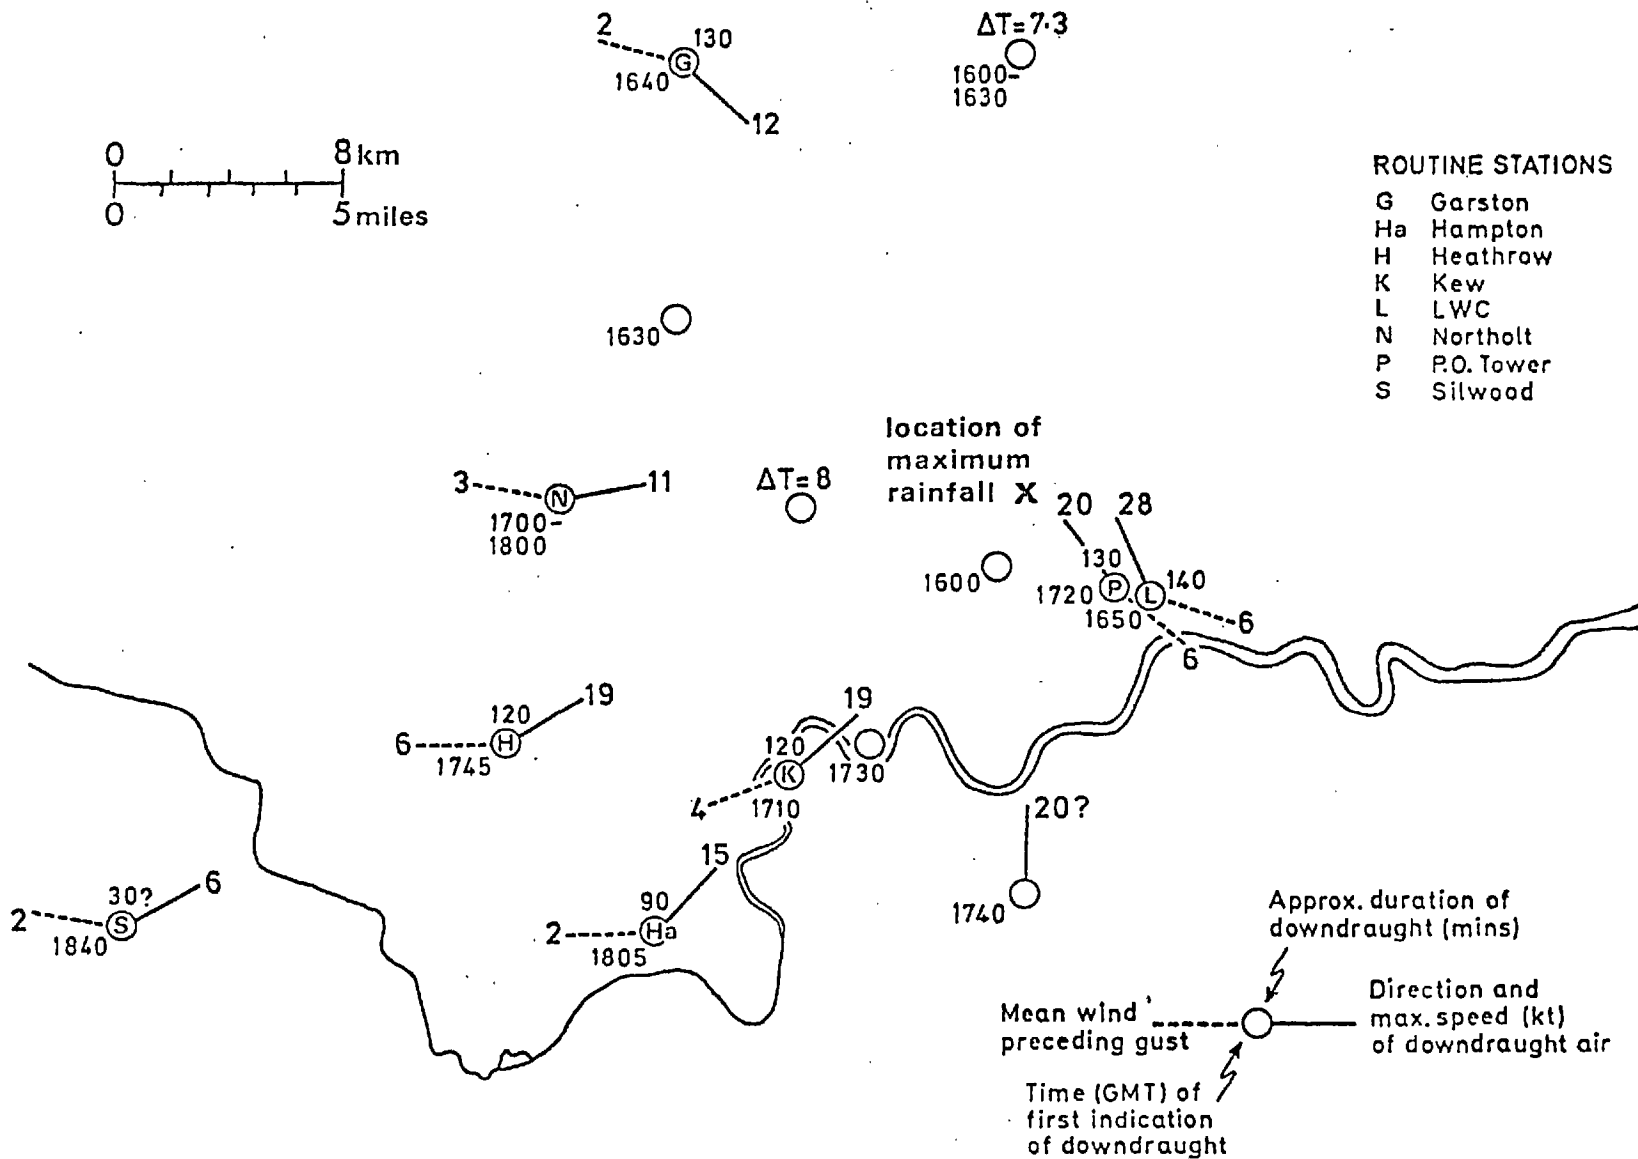 2
130
G
1640
12
ΔT=7·3
1600-
1630
0 8km
0 5miles
ROUTINE STATIONS
G Garston
Ha Hampton
H Heathrow
K Kew
L LWC
N Northolt
P P.O. Tower
S Silwood
1630
location of
maximum
rainfall X
3
N
11
1700-
1800
ΔT=8
20
28
1600
130
P
1720
6
140
L
1650
6
120
19
6
H
1745
19
120
K
4
1710
1730
20?
1740
15
90
2
Ha
1805
30?
6
2
S
1840
Approx. duration of
downdraught (mins)
Mean wind
preceding gust
Direction and
max. speed (kt)
of downdraught air
Time (GMT) of
first indication
of downdraught